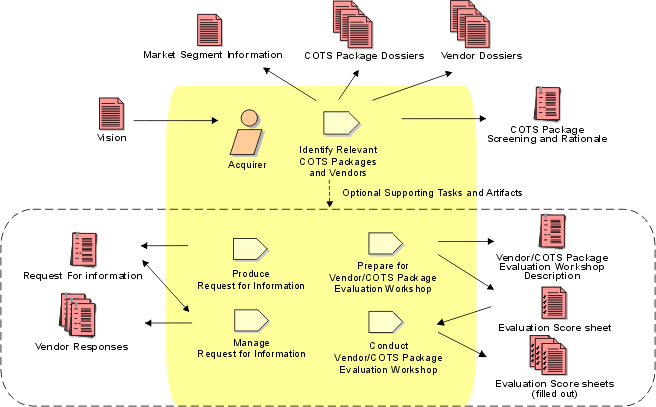 Market Segment Information
COTS Package Dossiers
Vendor Dossiers
Vision
Acquirer
Identify Relevant
COTS Packages
and Vendors
COTS Package
Screening and Rationale
Optional Supporting Tasks and Artifacts
Request For information
Produce
Request for Information
Prepare for
Vendor/COTS Package
Evaluation Workshop
Vendor/COTS Package
Evaluation Workshop
Description
Vendor Responses
Manage
Request for Information
Conduct
Vendor/COTS Package
Evaluation Workshop
Evaluation Score sheet
Evaluation Score sheets
(filled out)